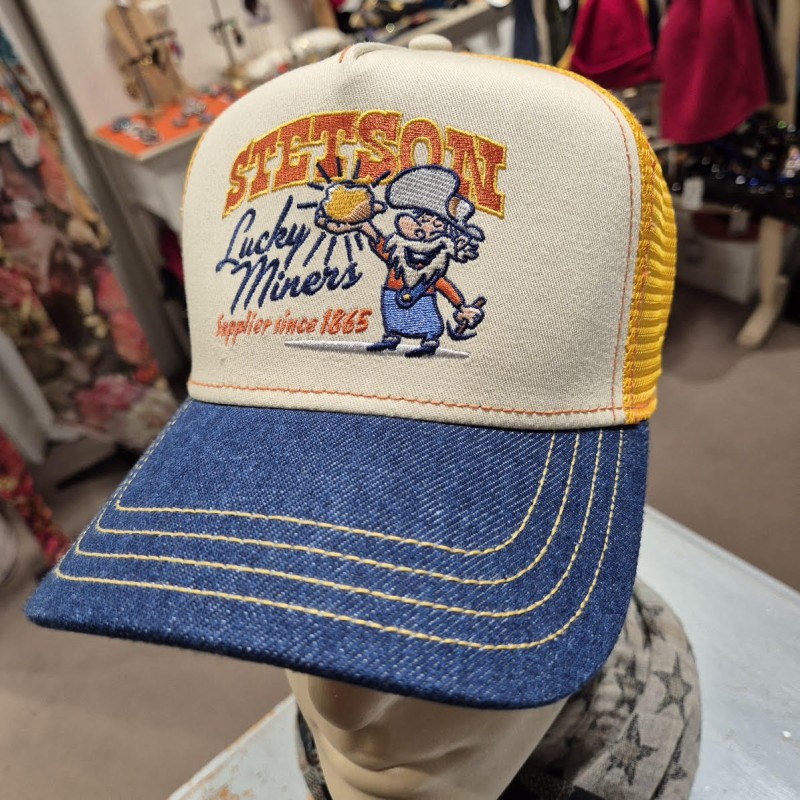 STETSON
Lucky
Miners
Supplier since 1865